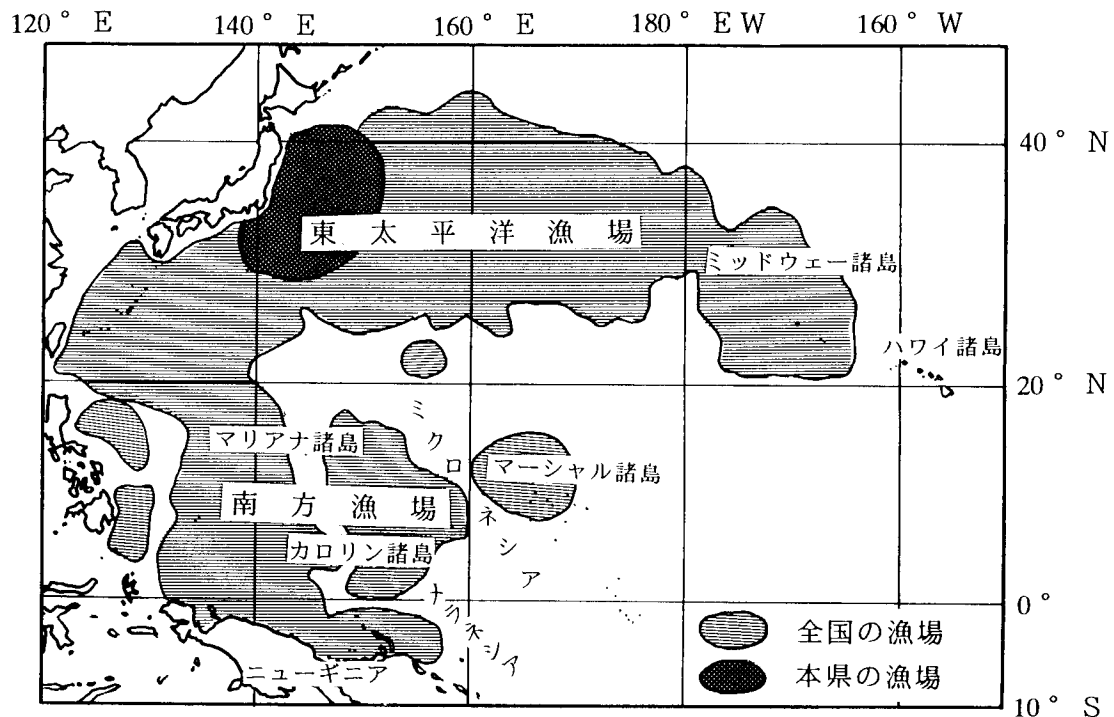 120° E 140° E 160° E 180° EW 160° W
40° N
東太平洋漁場
ミッドウェー諸島
ハワイ諸島
20° N
ミクロネシア
マリアナ諸島
マーシャル諸島
南方漁場
カロリン諸島
ナラネシア
0°
全国の漁場
ニューギニア
本県の漁場
10° S